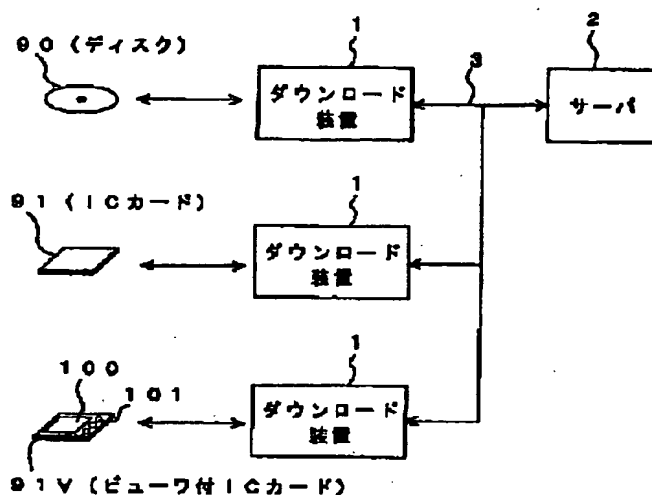 90（ディスク）
1
ダウンロード
装置
3
2
サーバ
91（ICカード）
1
ダウンロード
装置
100
101
1
ダウンロード
装置
91V（ビューワ付ICカード）